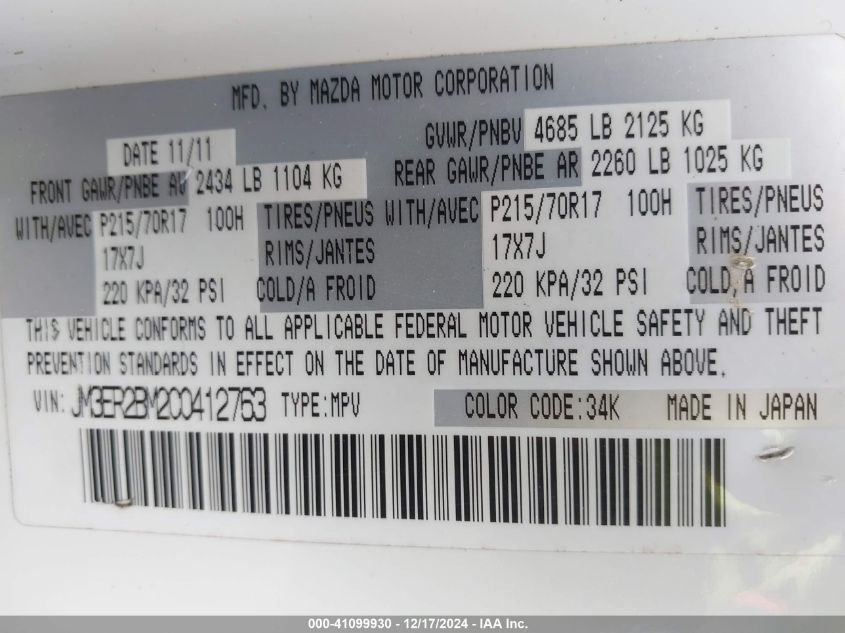 MFD. BY MAZDA MOTOR CORPORATION
DATE 11/11 GVWR/PNBV 4685 LB 2125 KG
FRONT GAWR/PNBE AV 2434 LB 1104 KG REAR GAWR/PNBE AR 2260 LB 1025 KG
WITH/AVEC P215/70R17 100H TIRES/PNEUS WITH/AVEC P215/70R17 100H TIRES/PNEUS
17X7J RIMS/JANTES 17X7J RIMS/JANTES
220 KPA/32 PSI COLD/A FROID 220 KPA/32 PSI COLD/A FROID
THIS VEHICLE CONFORMS TO ALL APPLICABLE FEDERAL MOTOR VEHICLE SAFETY AND THEFT
PREVENTION STANDARDS IN EFFECT ON THE DATE OF MANUFACTURE SHOWN ABOVE.
VIN: JM3ER2BM2C0412763 TYPE:MPV COLOR CODE:34K MADE IN JAPAN
000-41099930 - 12/17/2024 - IAA Inc.